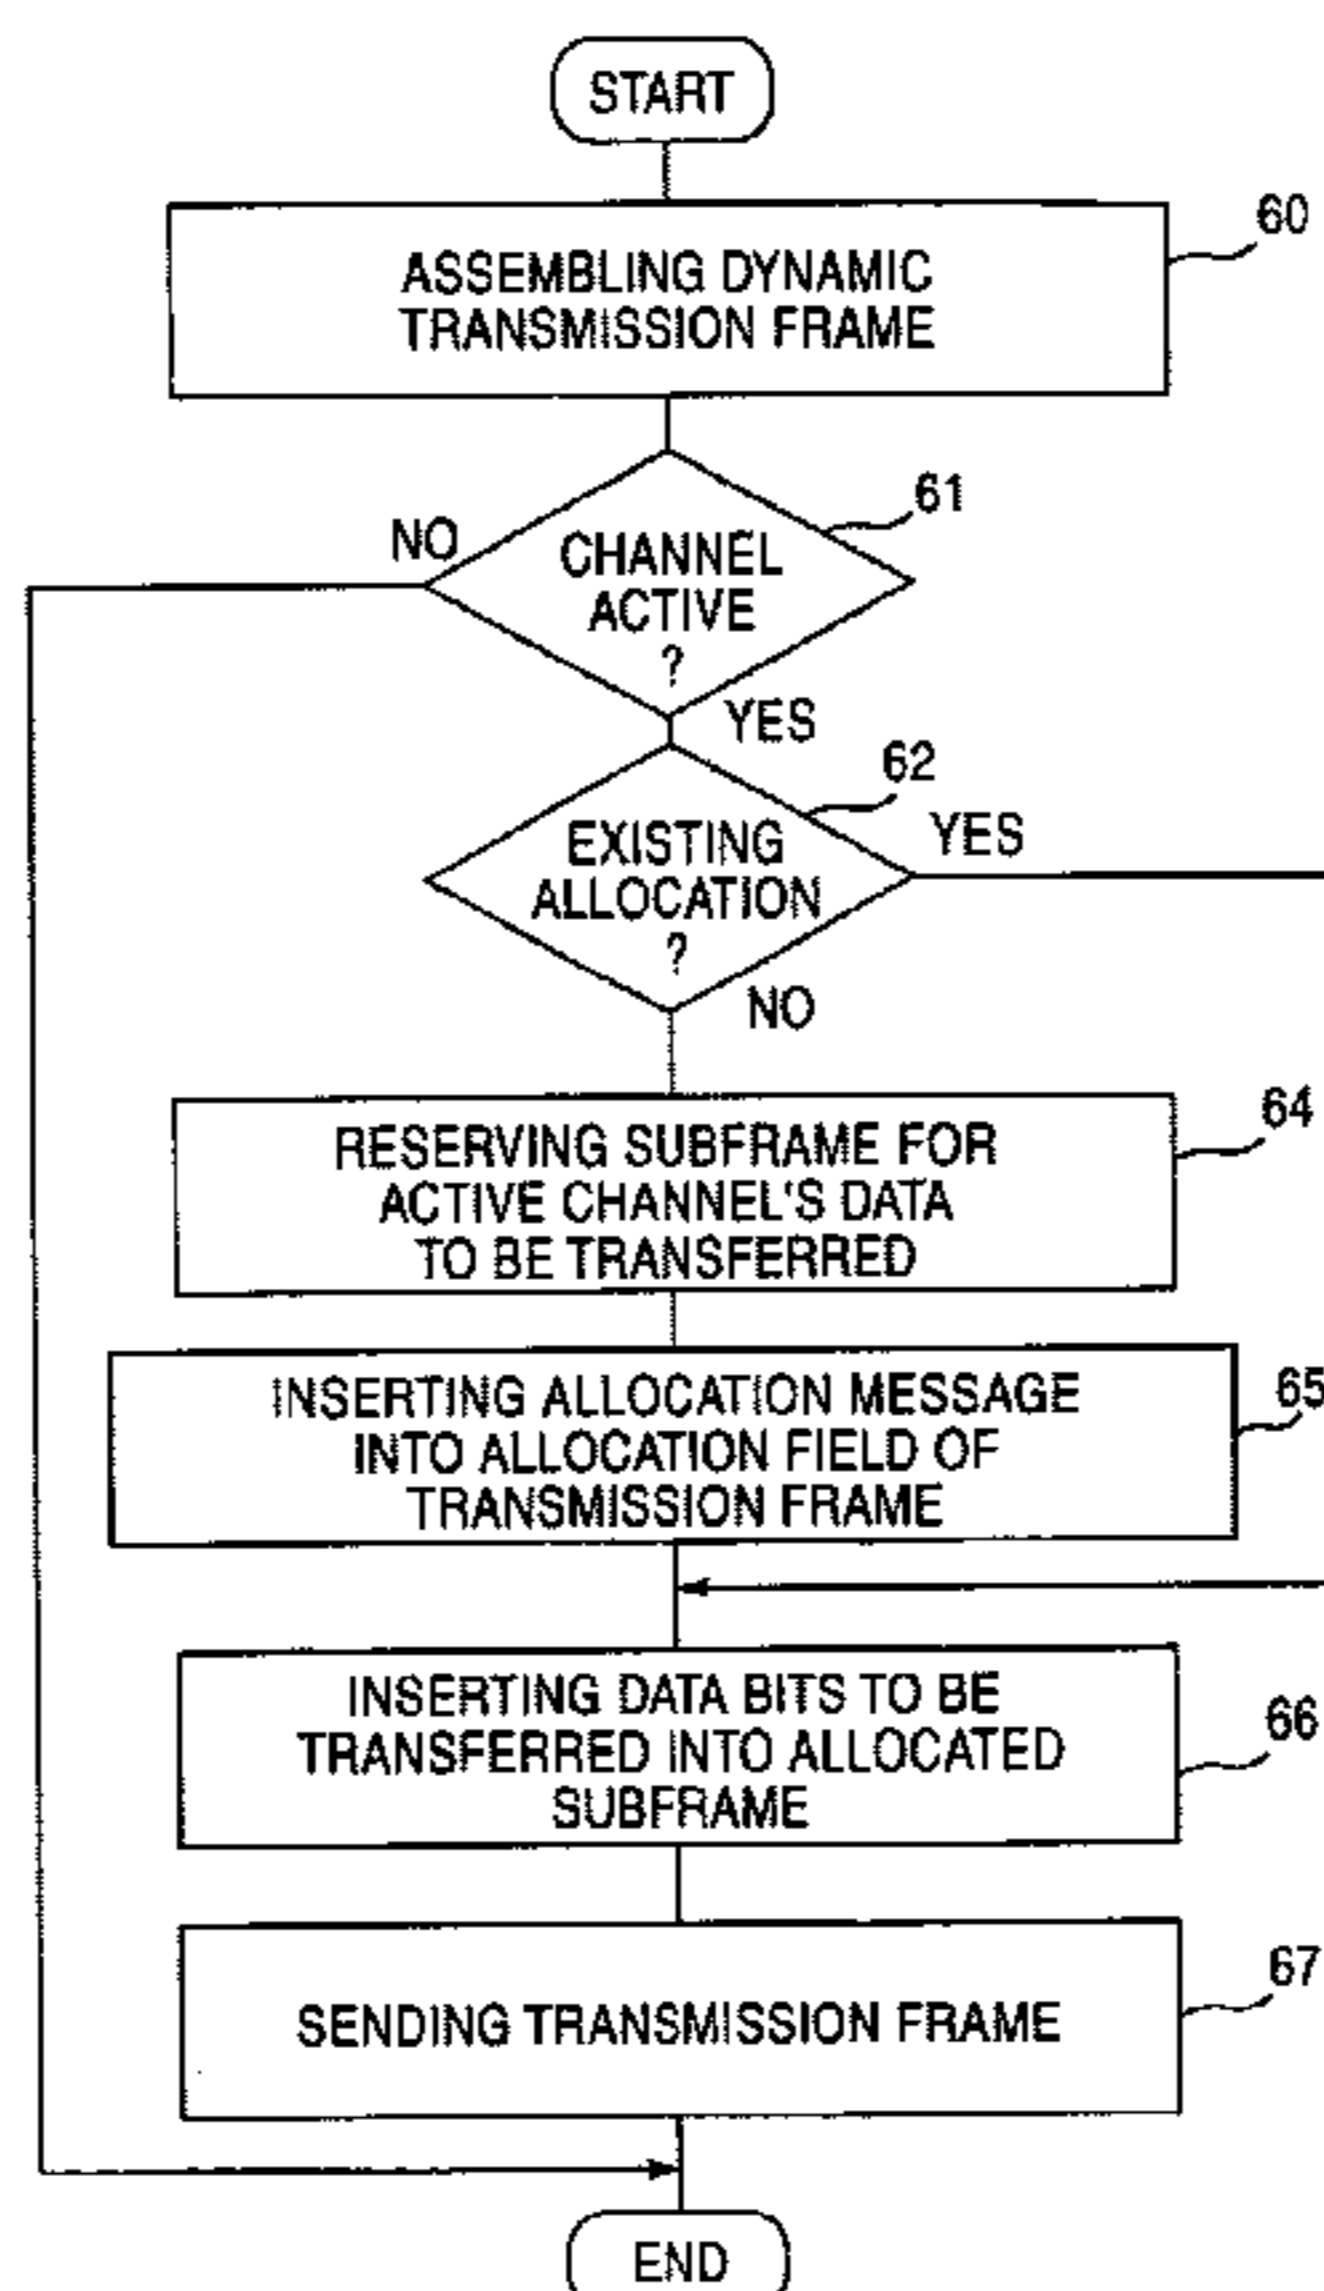 START
60
ASSEMBLING DYNAMIC
TRANSMISSION FRAME
61
NO
CHANNEL
ACTIVE
?
YES
62
EXISTING
ALLOCATION
?
YES
NO
64
RESERVING SUBFRAME FOR
ACTIVE CHANNEL'S DATA
TO BE TRANSFERRED
65
INSERTING ALLOCATION MESSAGE
INTO ALLOCATION FIELD OF
TRANSMISSION FRAME
66
INSERTING DATA BITS TO BE
TRANSFERRED INTO ALLOCATED
SUBFRAME
67
SENDING TRANSMISSION FRAME
END